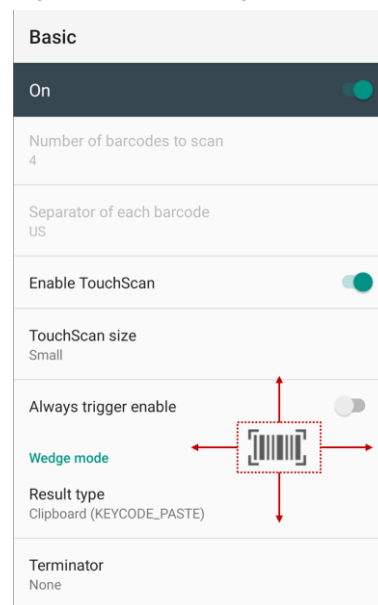 Basic
On
Number of barcodes to scan
4
Separator of each barcode
US
Enable TouchScan
TouchScan size
Small
Always trigger enable
Wedge mode
Result type
Clipboard (KEYCODE_PASTE)
Terminator
None